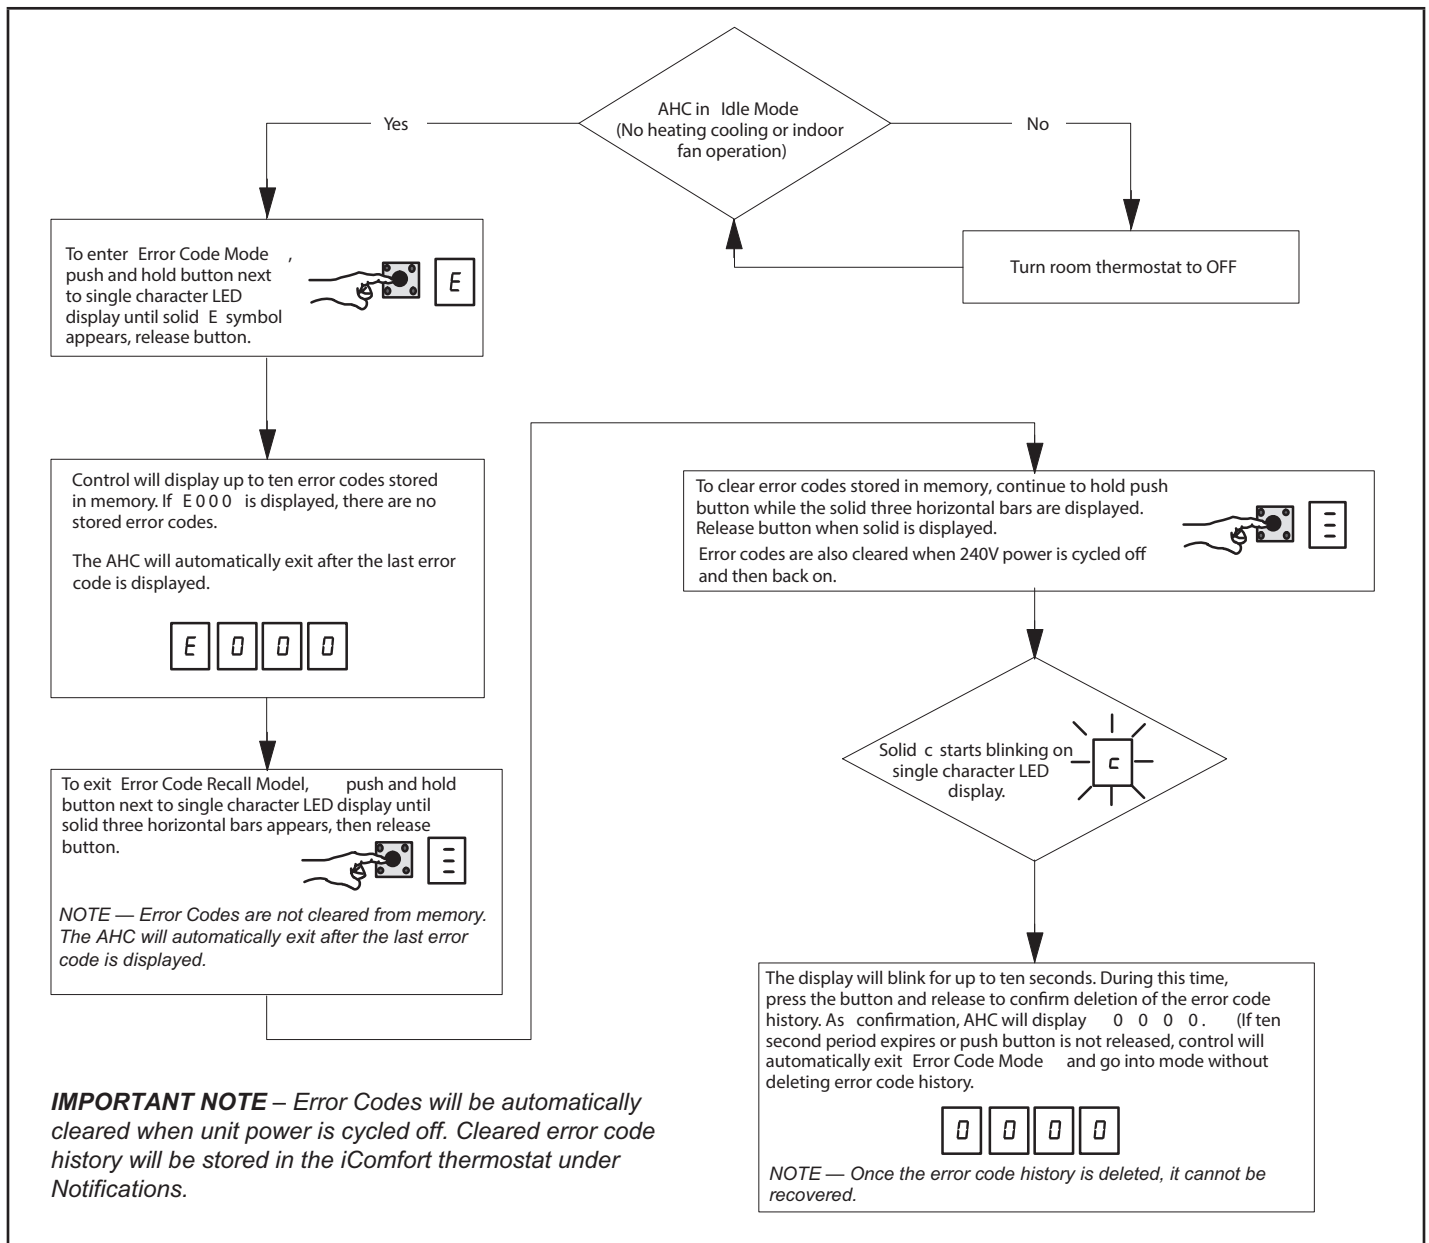 AHC in Idle Mode
(No heating cooling or indoor
fan operation)
Yes
No
To enter Error Code Mode ,
push and hold button next
to single character LED
display until solid E symbol
appears, release button.
E
Turn room thermostat to OFF
Control will display up to ten error codes stored
in memory. If E 0 0 0 is displayed, there are no
stored error codes.
The AHC will automatically exit after the last error
code is displayed.
E 0 0 0
To exit Error Code Recall Model, push and hold
button next to single character LED display until
solid three horizontal bars appears, then release
button.
NOTE — Error Codes are not cleared from memory.
The AHC will automatically exit after the last error
code is displayed.
To clear error codes stored in memory, continue to hold push
button while the solid three horizontal bars are displayed.
Release button when solid is displayed.
Error codes are also cleared when 240V power is cycled off
and then back on.
Solid c starts blinking on
single character LED
display.
c
The display will blink for up to ten seconds. During this time,
press the button and release to confirm deletion of the error code
history. As confirmation, AHC will display 0 0 0 0. (If ten
second period expires or push button is not released, control will
automatically exit Error Code Mode and go into mode without
deleting error code history.
0 0 0 0
NOTE — Once the error code history is deleted, it cannot be
recovered.
IMPORTANT NOTE – Error Codes will be automatically
cleared when unit power is cycled off. Cleared error code
history will be stored in the iComfort thermostat under
Notifications.